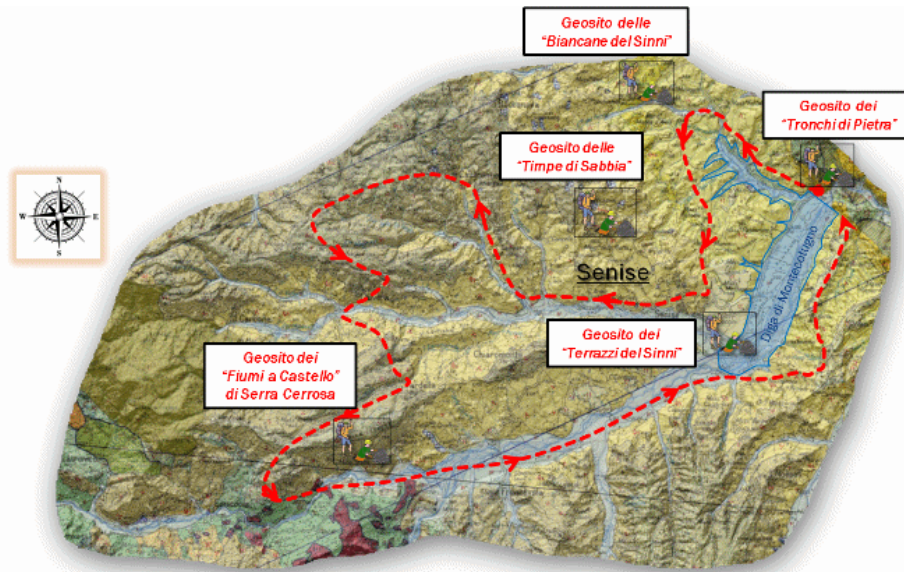 Geosito delle
"Biancane del Sinni"
Geosito dei
"Tronchi di Pietra"
Geosito delle
"Timpe di Sabbia"
N
W E
S
Senise
Diga di Montecotugno
Geosito dei
"Terrazzi del Sinni"
Geosito dei
"Fiumi a Castello"
di Serra Cerrosa